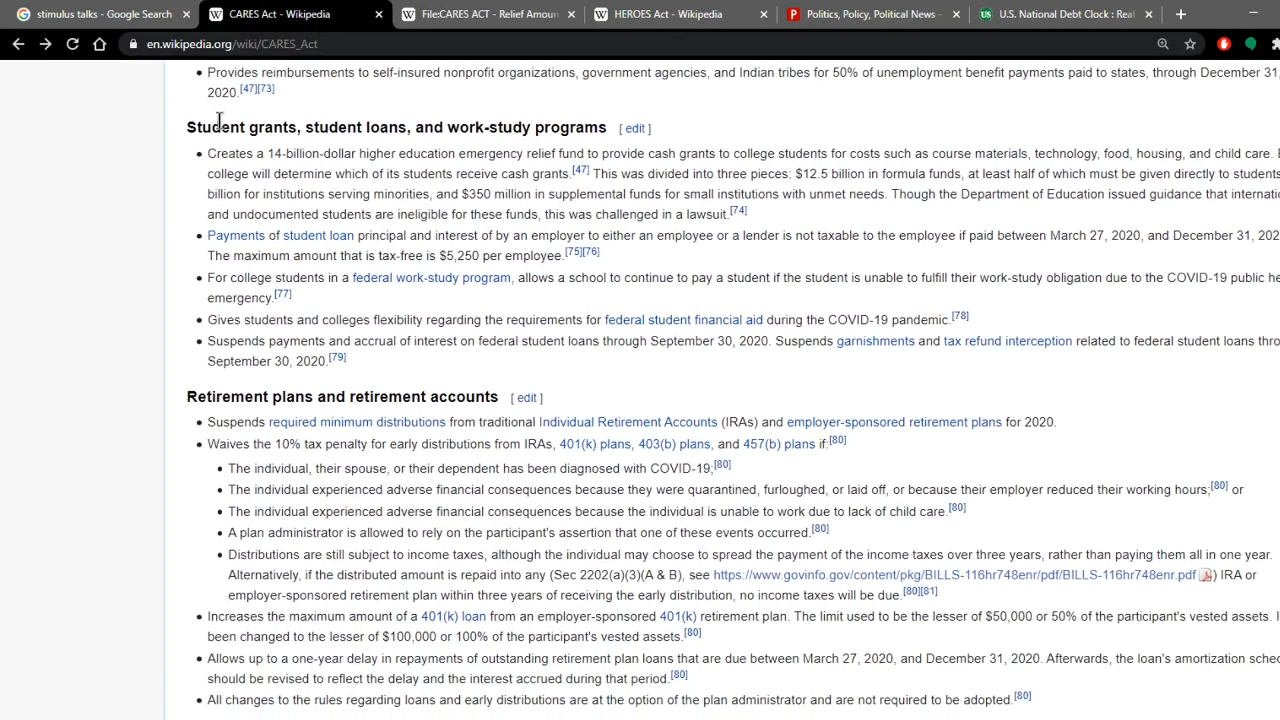 stimulus talks - Google Search
CARES Act - Wikipedia
File:CARES ACT - Relief Amoun
HEROES Act - Wikipedia
Politics, Policy, Political News -
U.S. National Debt Clock : Real
en.wikipedia.org/wiki/CARES_Act
Provides reimbursements to self-insured nonprofit organizations, government agencies, and Indian tribes for 50% of unemployment benefit payments paid to states, through December 31,
2020.[47][73]
Student grants, student loans, and work-study programs [ edit ]
Creates a 14-billion-dollar higher education emergency relief fund to provide cash grants to college students for costs such as course materials, technology, food, housing, and child care.
college will determine which of its students receive cash grants.[47] This was divided into three pieces: $12.5 billion in formula funds, at least half of which must be given directly to students
billion for institutions serving minorities, and $350 million in supplemental funds for small institutions with unmet needs. Though the Department of Education issued guidance that internati
and undocumented students are ineligible for these funds, this was challenged in a lawsuit.[74]
Payments of student loan principal and interest of by an employer to either an employee or a lender is not taxable to the employee if paid between March 27, 2020, and December 31, 202
The maximum amount that is tax-free is $5,250 per employee.[75][76]
For college students in a federal work-study program, allows a school to continue to pay a student if the student is unable to fulfill their work-study obligation due to the COVID-19 public he
emergency.[77]
Gives students and colleges flexibility regarding the requirements for federal student financial aid during the COVID-19 pandemic.[78]
Suspends payments and accrual of interest on federal student loans through September 30, 2020. Suspends garnishments and tax refund interception related to federal student loans thro
September 30, 2020.[79]
Retirement plans and retirement accounts [ edit ]
Suspends required minimum distributions from traditional Individual Retirement Accounts (IRAs) and employer-sponsored retirement plans for 2020.
Waives the 10% tax penalty for early distributions from IRAs, 401(k) plans, 403(b) plans, and 457(b) plans if:[80]
The individual, their spouse, or their dependent has been diagnosed with COVID-19;[80]
The individual experienced adverse financial consequences because they were quarantined, furloughed, or laid off, or because their employer reduced their working hours;[80] or
The individual experienced adverse financial consequences because the individual is unable to work due to lack of child care.[80]
A plan administrator is allowed to rely on the participant's assertion that one of these events occurred.[80]
Distributions are still subject to income taxes, although the individual may choose to spread the payment of the income taxes over three years, rather than paying them all in one year.
Alternatively, if the distributed amount is repaid into any (Sec 2202(a)(3)(A & B), see https://www.govinfo.gov/content/pkg/BILLS-116hr748enr/pdf/BILLS-116hr748enr.pdf) IRA or
employer-sponsored retirement plan within three years of receiving the early distribution, no income taxes will be due.[80][81]
Increases the maximum amount of a 401(k) loan from an employer-sponsored 401(k) retirement plan. The limit used to be the lesser of $50,000 or 50% of the participant's vested assets. I
been changed to the lesser of $100,000 or 100% of the participant's vested assets.[80]
Allows up to a one-year delay in repayments of outstanding retirement plan loans that are due between March 27, 2020, and December 31, 2020. Afterwards, the loan's amortization sched
should be revised to reflect the delay and the interest accrued during that period.[80]
All changes to the rules regarding loans and early distributions are at the option of the plan administrator and are not required to be adopted.[80]